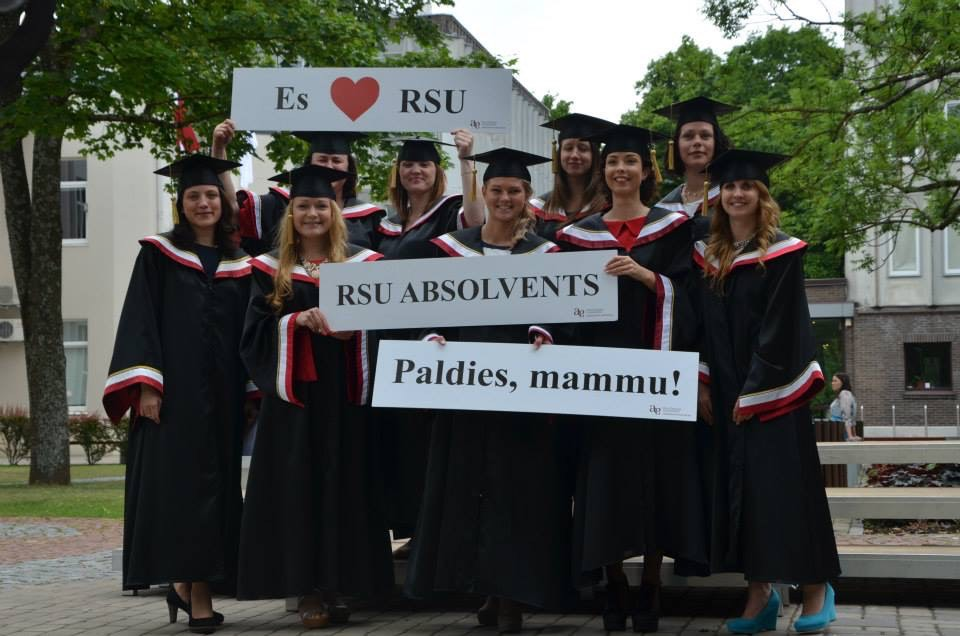 Es ❤ RSU
RSU ABSOLVENTS
Paldies, mammu!